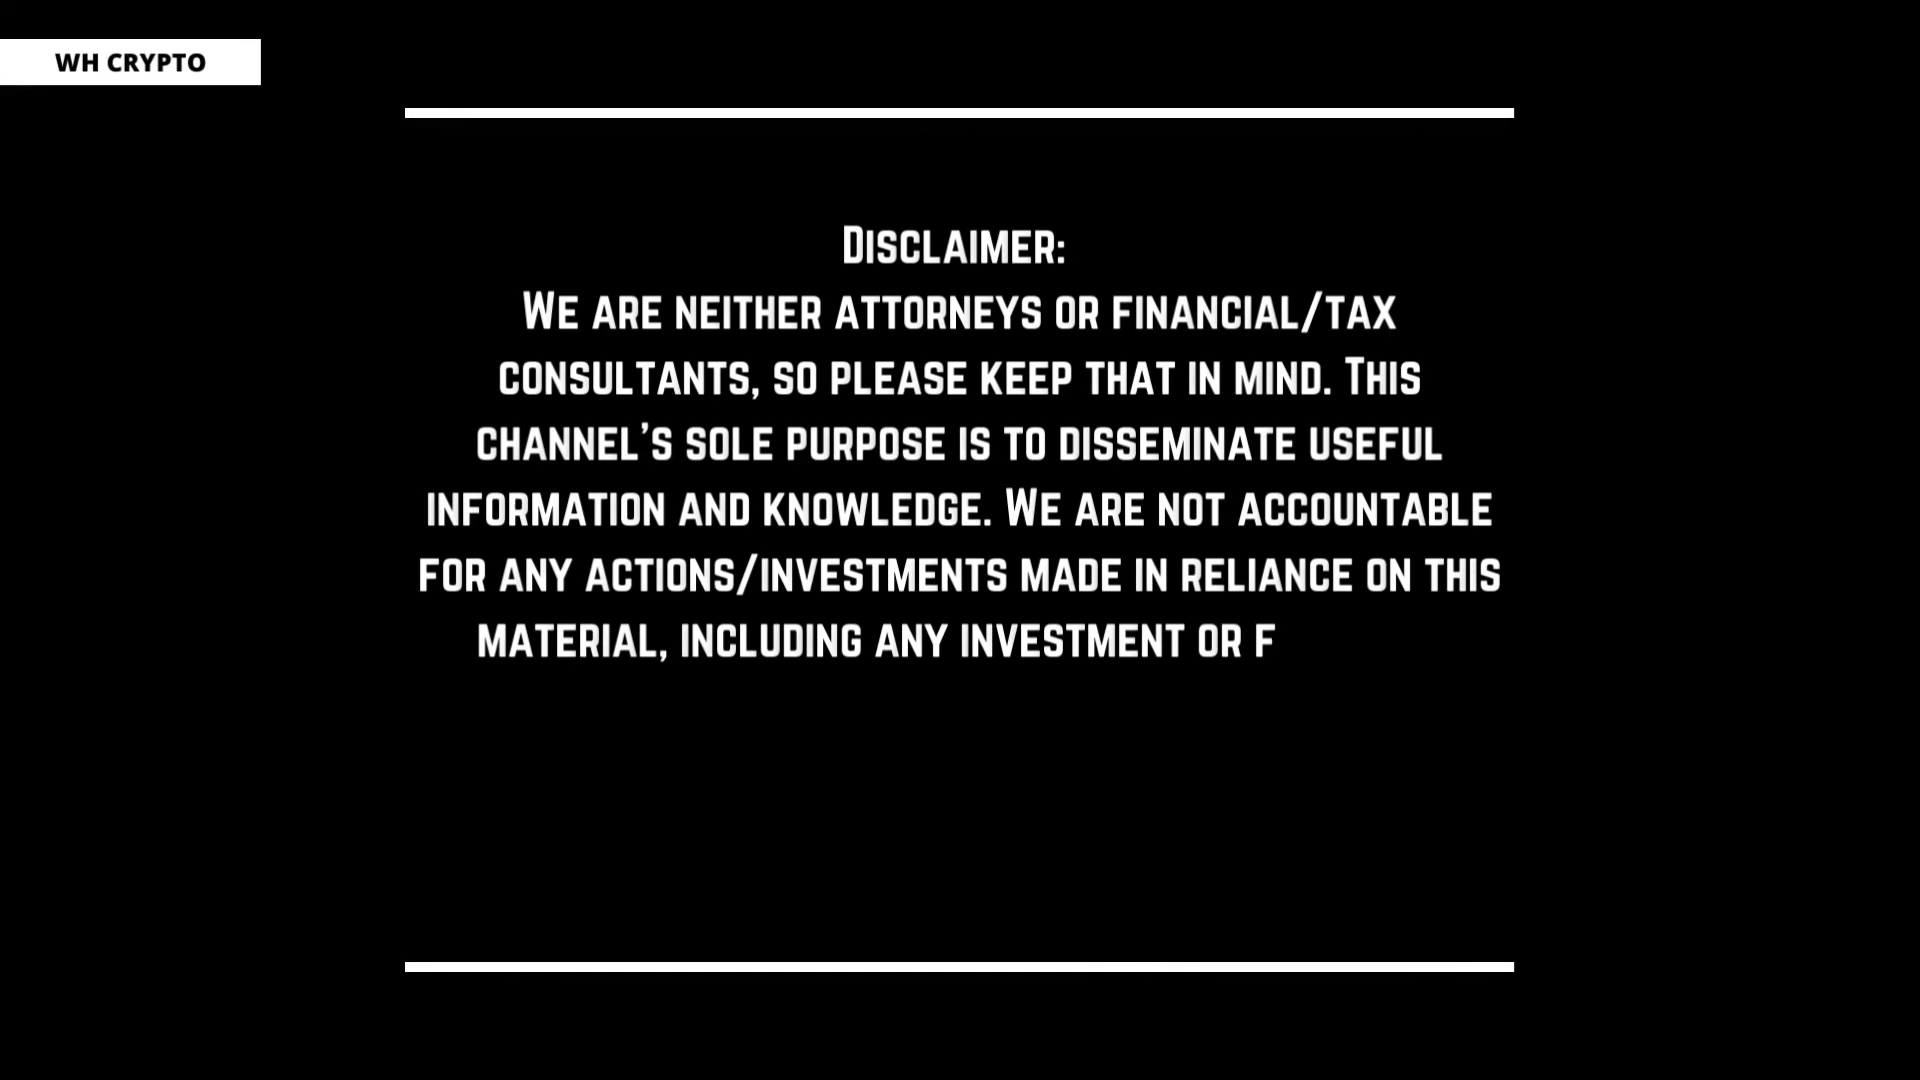 WH CRYPTO
Disclaimer:
We are neither attorneys or financial/tax
consultants, so please keep that in mind. This
channel's sole purpose is to disseminate useful
information and knowledge. We are not accountable
for any actions/investments made in reliance on this
material, including any investment or f